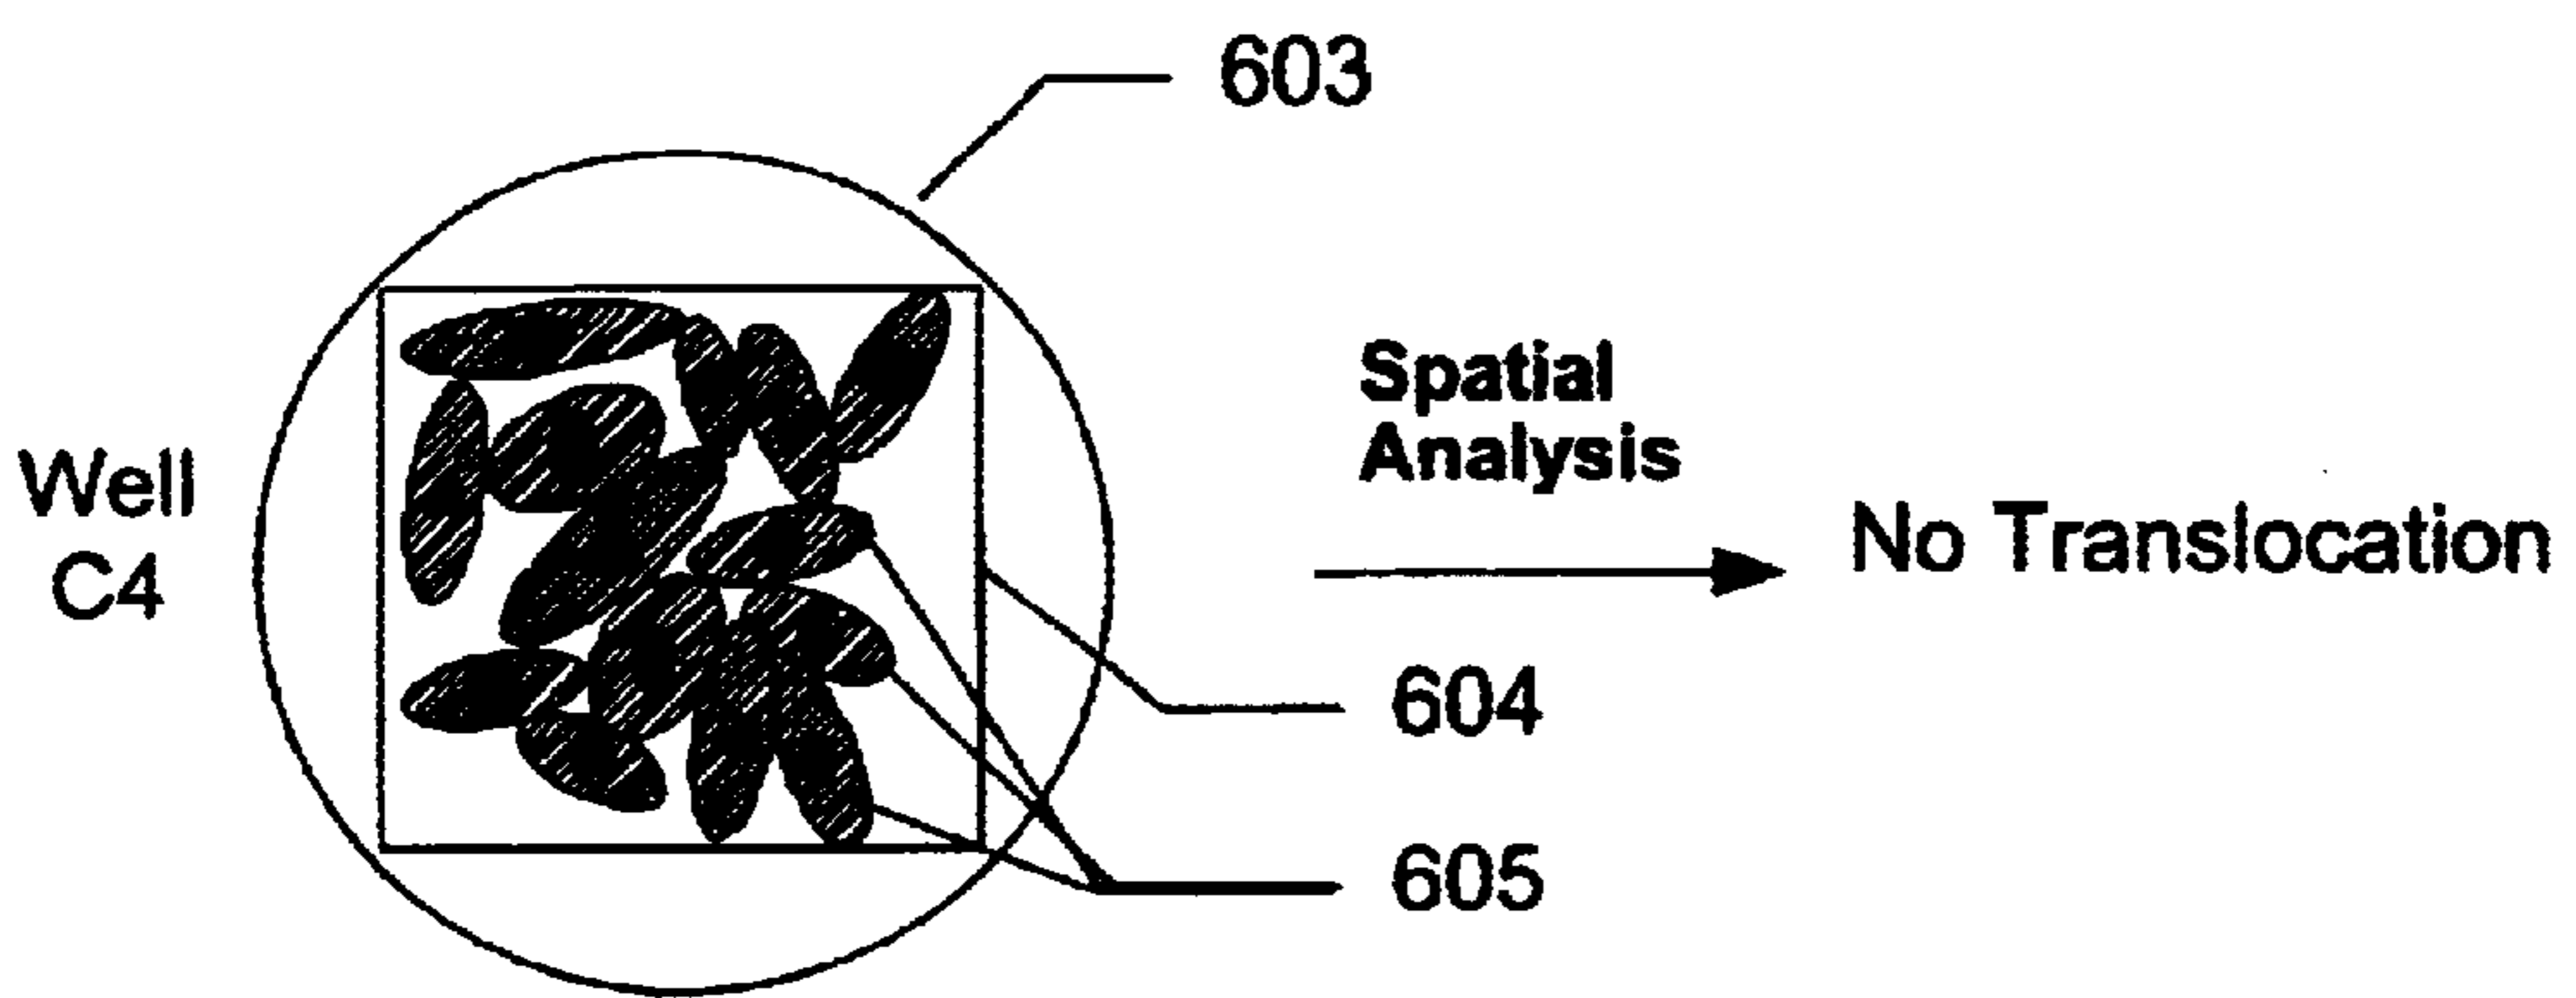 603
Well
C4
Spatial
Analysis
No Translocation
604
605